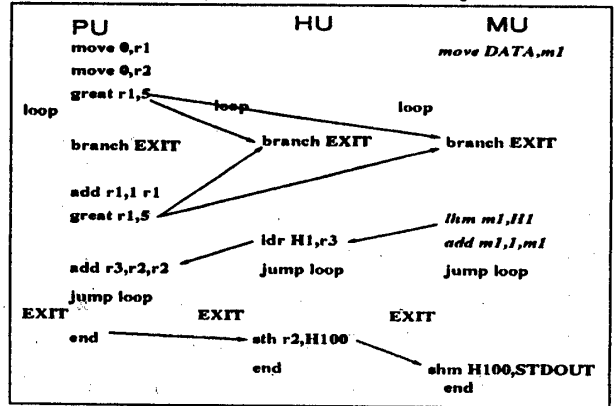 PU HU MU
move 0,r1 move DATA,m1
move 0,r2
great r1,5
loop loop loop
branch EXIT branch EXIT branch EXIT
add r1,1 r1
great r1,5 lhm m1,H1
ldr H1,r3 add m1,1,m1
add r3,r2,r2 jump loop jump loop
jump loop
EXIT EXIT EXIT
end sth r2,H100
end shm H100,STDOUT
end